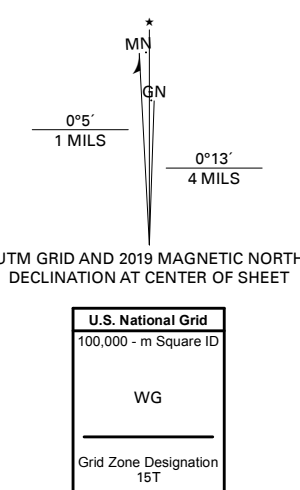 MN
GN
0°5´
1 MILS
0°13´
4 MILS
UTM GRID AND 2019 MAGNETIC NORTH
DECLINATION AT CENTER OF SHEET
U.S. National Grid
100,000 - m Square ID
WG
Grid Zone Designation
15T